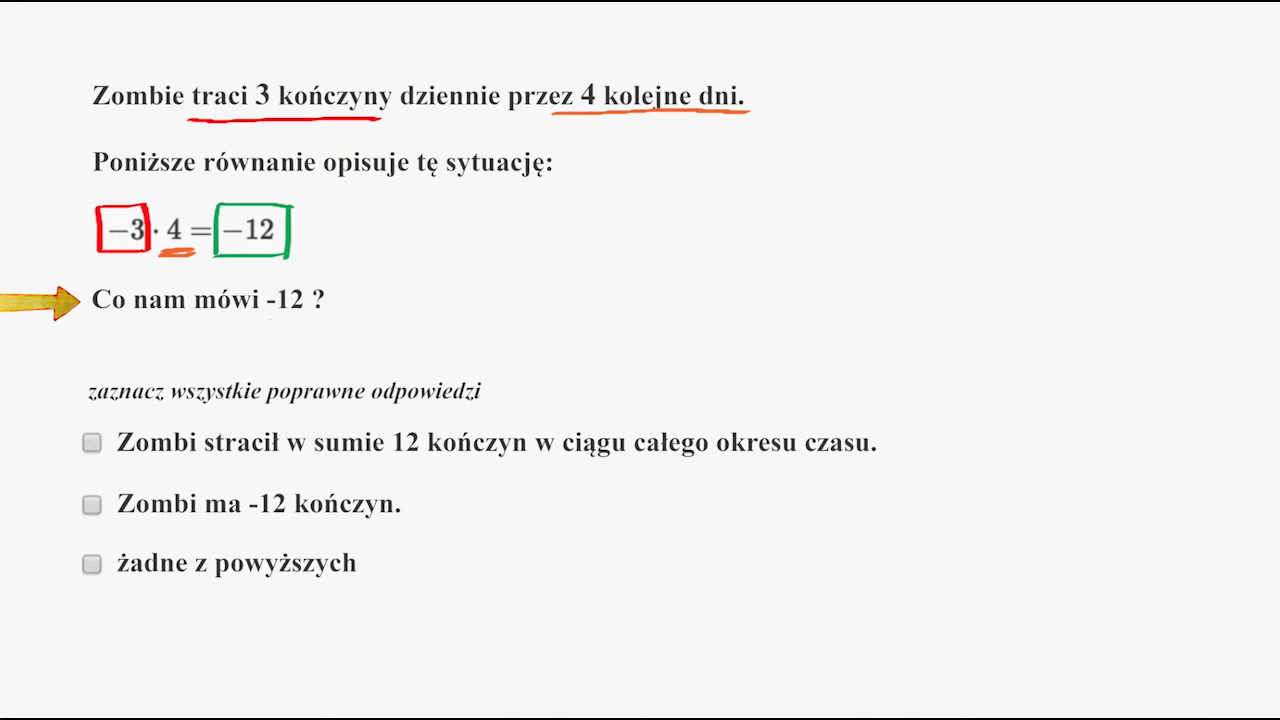 Zombie traci 3 kończyny dziennie przez 4 kolejne dni.
Poniższe równanie opisuje tę sytuację:
−3 · 4 = −12
Co nam mówi -12 ?
zaznacz wszystkie poprawne odpowiedzi
Zombi stracił w sumie 12 kończyn w ciągu całego okresu czasu.
Zombi ma -12 kończyn.
żadne z powyższych